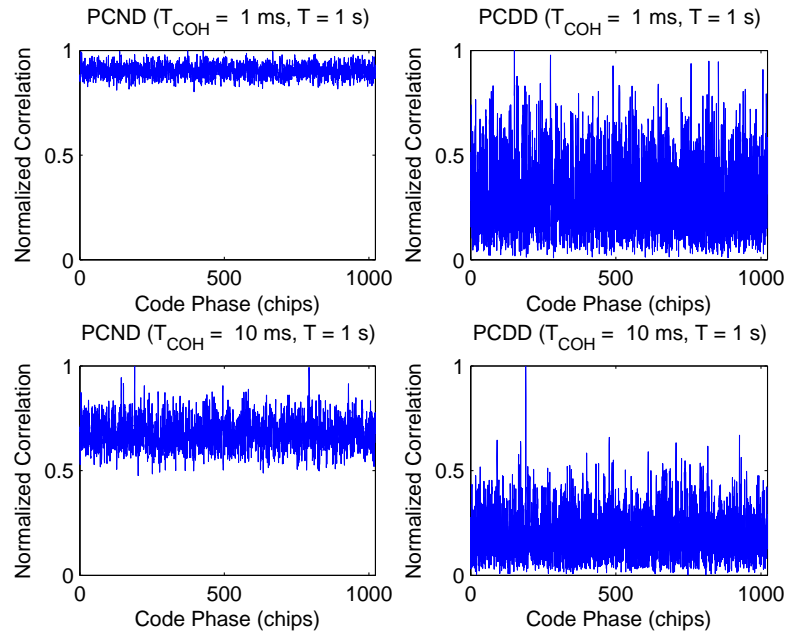 PCND (T_COH = 1 ms, T = 1 s)
1
0.5
0
Normalized Correlation
0
500
1000
Code Phase (chips)
PCDD (T_COH = 1 ms, T = 1 s)
1
0.5
0
Normalized Correlation
0
500
1000
Code Phase (chips)
PCND (T_COH = 10 ms, T = 1 s)
1
0.5
0
Normalized Correlation
0
500
1000
Code Phase (chips)
PCDD (T_COH = 10 ms, T = 1 s)
1
0.5
0
Normalized Correlation
0
500
1000
Code Phase (chips)